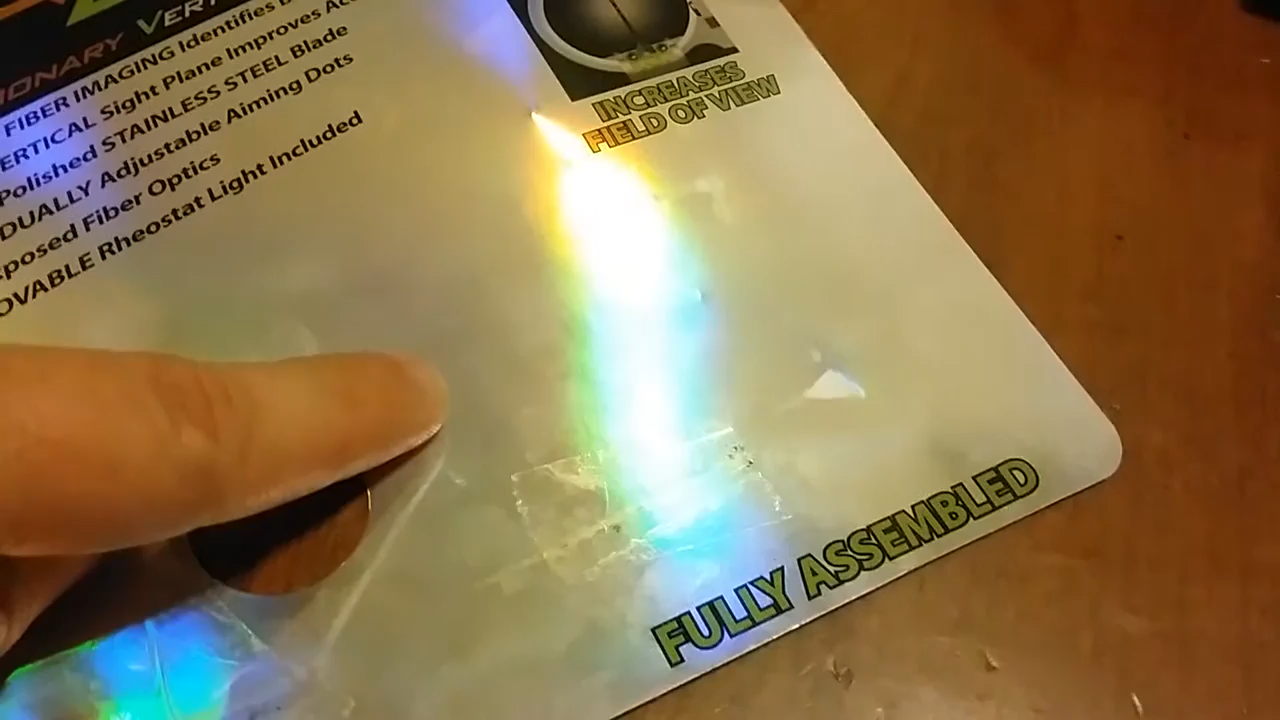 IONARY VERT
FIBER IMAGING Identifies
ERTICAL Sight Plane Improves Ac
Polished STAINLESS STEEL Blade
DUALLY Adjustable Aiming Dots
posed Fiber Optics
OVABLE Rheostat Light Included
INCREASES
FIELD OF VIEW
FULLY ASSEMBLED